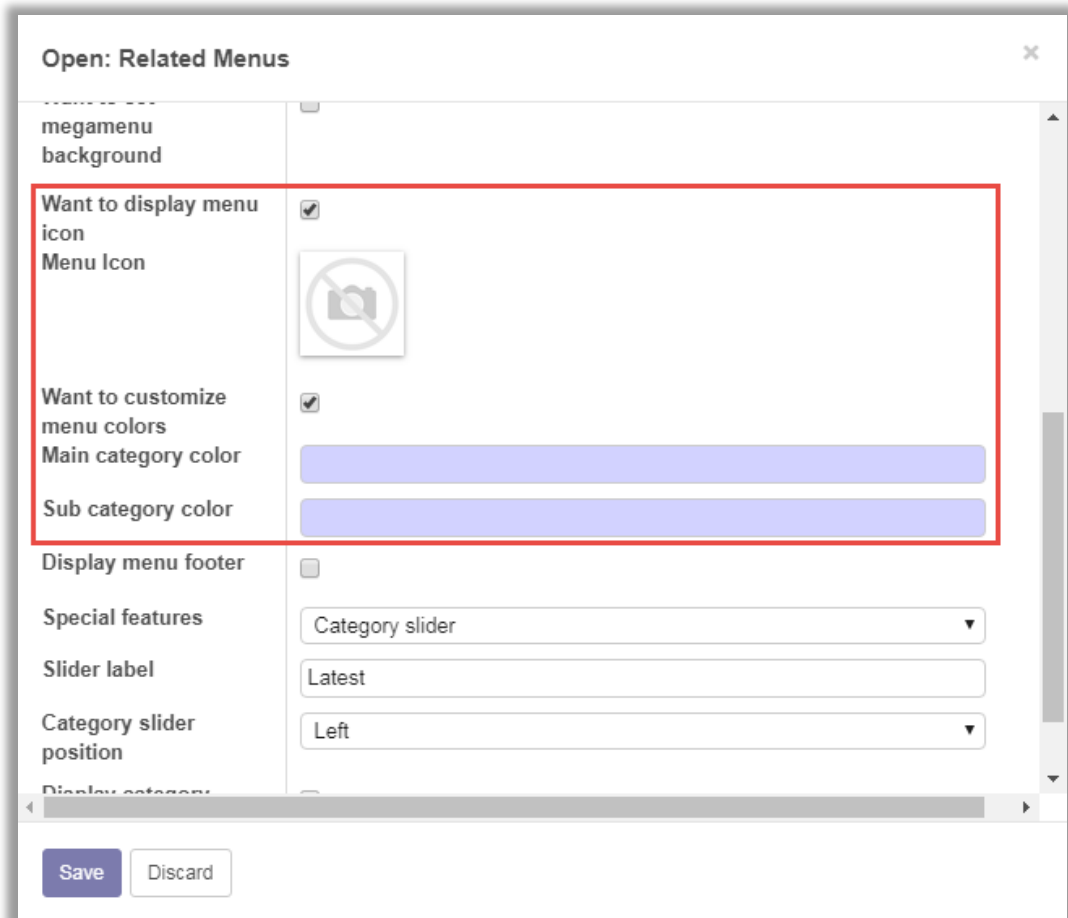 Open: Related Menus
×
megamenu
background
Want to display menu
icon
Menu Icon
Want to customize
menu colors
Main category color
Sub category color
Display menu footer
Special features
Category slider
Slider label
Latest
Category slider
position
Left
Display category
Save
Discard